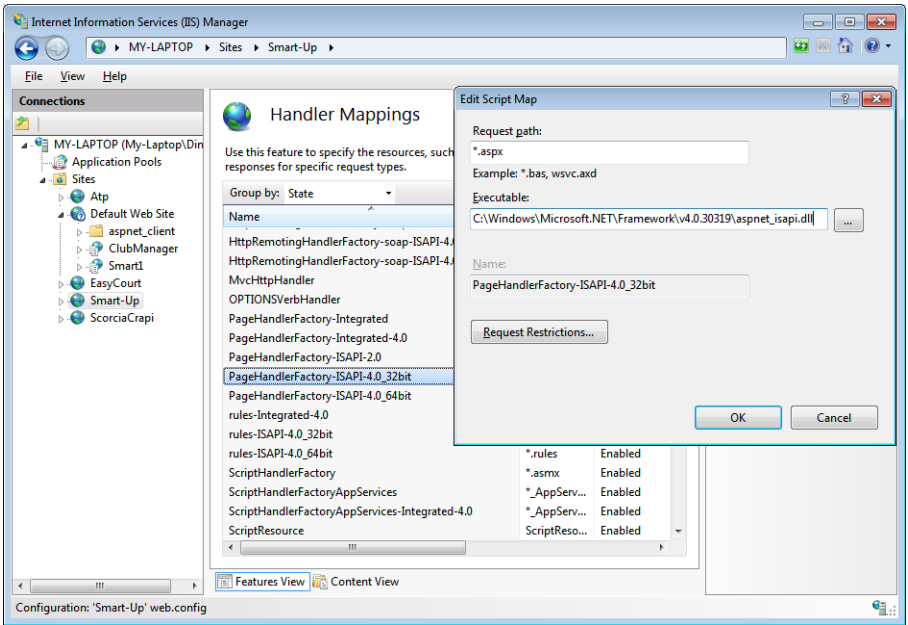 Internet Information Services (IIS) Manager
MY-LAPTOP Sites Smart-Up
File View Help
Connections
MY-LAPTOP (My-Laptop\Din
Application Pools
Sites
Atp
Default Web Site
aspnet_client
ClubManager
Smart1
EasyCourt
Smart-Up
ScorciaCrapi
Handler Mappings
Use this feature to specify the resources, such
responses for specific request types.
Group by: State
Name
HttpRemotingHandlerFactory-soap-ISAPI-4.
HttpRemotingHandlerFactory-soap-ISAPI-4.
MvcHttpHandler
OPTIONSVerbHandler
PageHandlerFactory-Integrated
PageHandlerFactory-Integrated-4.0
PageHandlerFactory-ISAPI-2.0
PageHandlerFactory-ISAPI-4.0_32bit
PageHandlerFactory-ISAPI-4.0_64bit
rules-Integrated-4.0
rules-ISAPI-4.0_32bit
rules-ISAPI-4.0_64bit *.rules Enabled
ScriptHandlerFactory *.asmx Enabled
ScriptHandlerFactoryAppServices *_AppServ... Enabled
ScriptHandlerFactoryAppServices-Integrated-4.0 *_AppServ... Enabled
ScriptResource ScriptReso... Enabled
Features View Content View
Configuration: 'Smart-Up' web.config
Edit Script Map
Request path:
*.aspx
Example: *.bas, wsvc.axd
Executable:
C:\Windows\Microsoft.NET\Framework\v4.0.30319\aspnet_isapi.dll
...
Name:
PageHandlerFactory-ISAPI-4.0_32bit
Request Restrictions...
OK Cancel